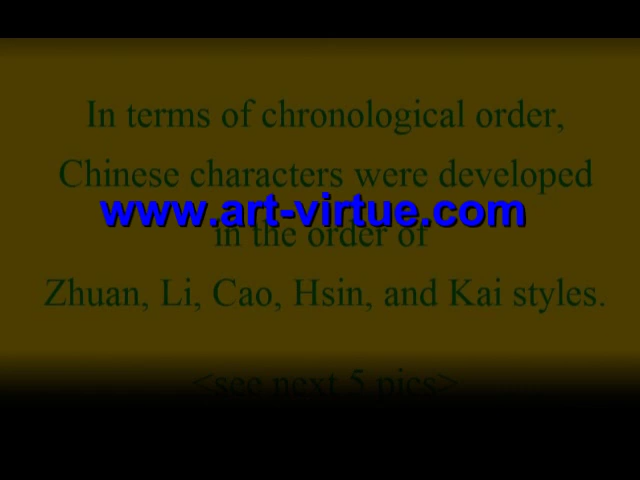 In terms of chronological order,
Chinese characters were developed
www.art-virtue.com
in the order of
Zhuan, Li, Cao, Hsin, and Kai styles.
<see next 5 pics>